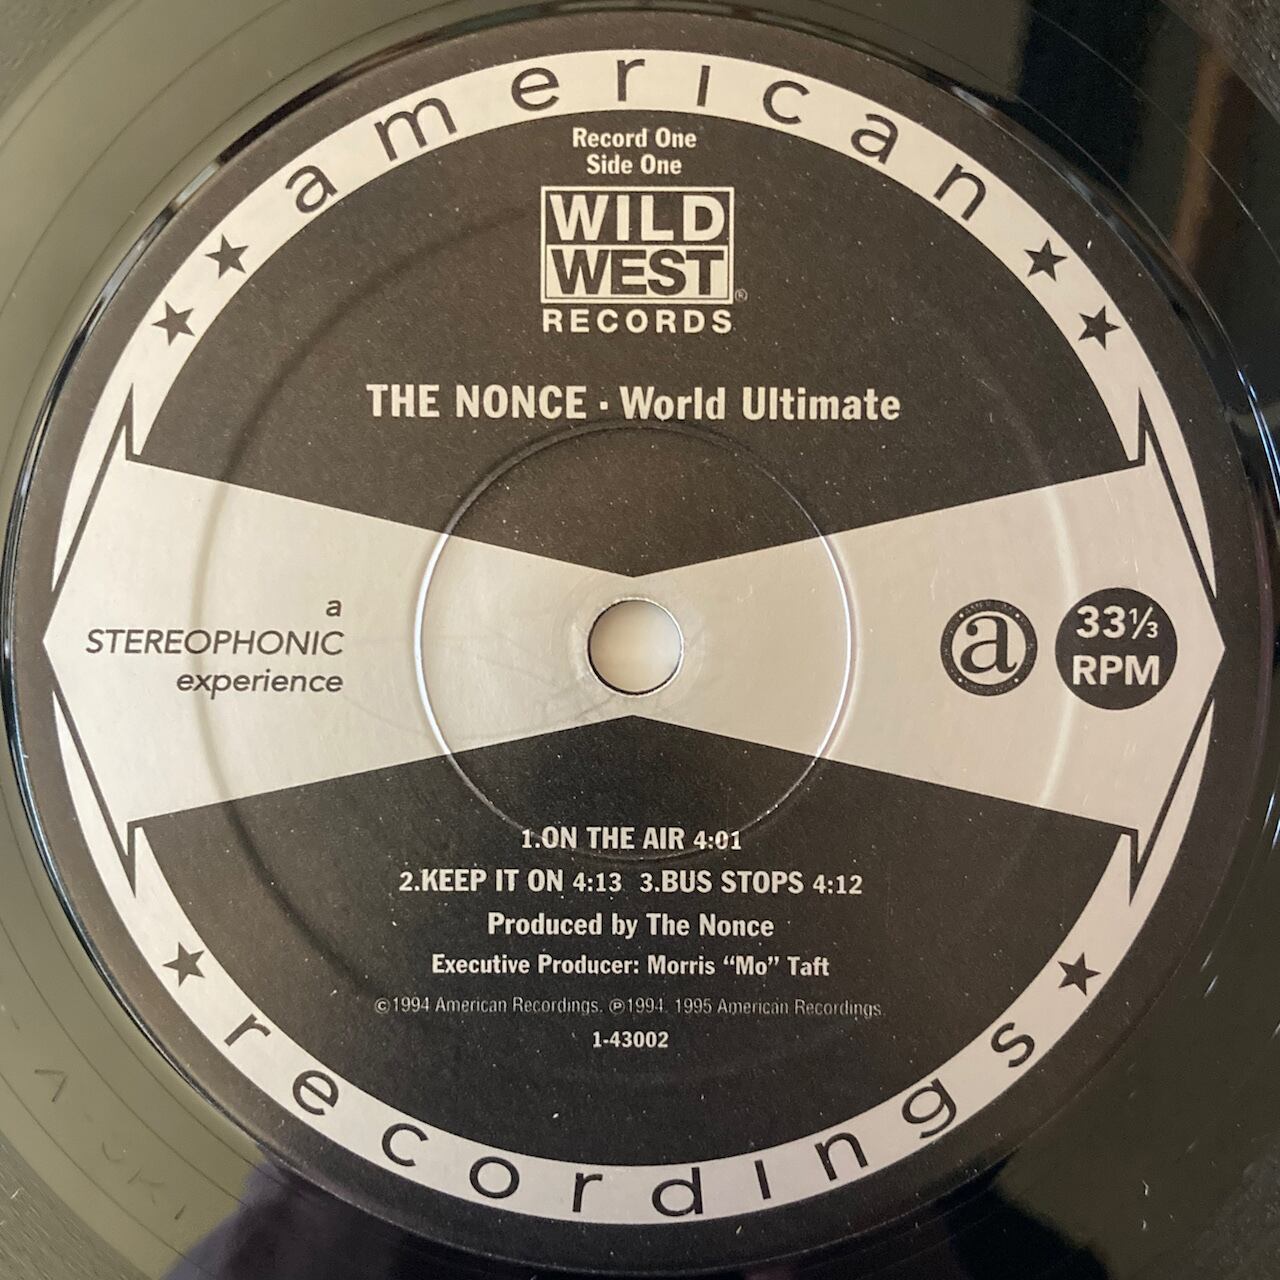 american
Record One
Side One
WILD
WEST®
RECORDS
THE NONCE · World Ultimate
a
STEREOPHONIC
experience
AMERICAN
a
33⅓
RPM
1.ON THE AIR 4:01
2.KEEP IT ON 4:13 3.BUS STOPS 4:12
Produced by The Nonce
Executive Producer: Morris “Mo” Taft
©1994 American Recordings. ℗1994, 1995 American Recordings.
1-43002
recordings